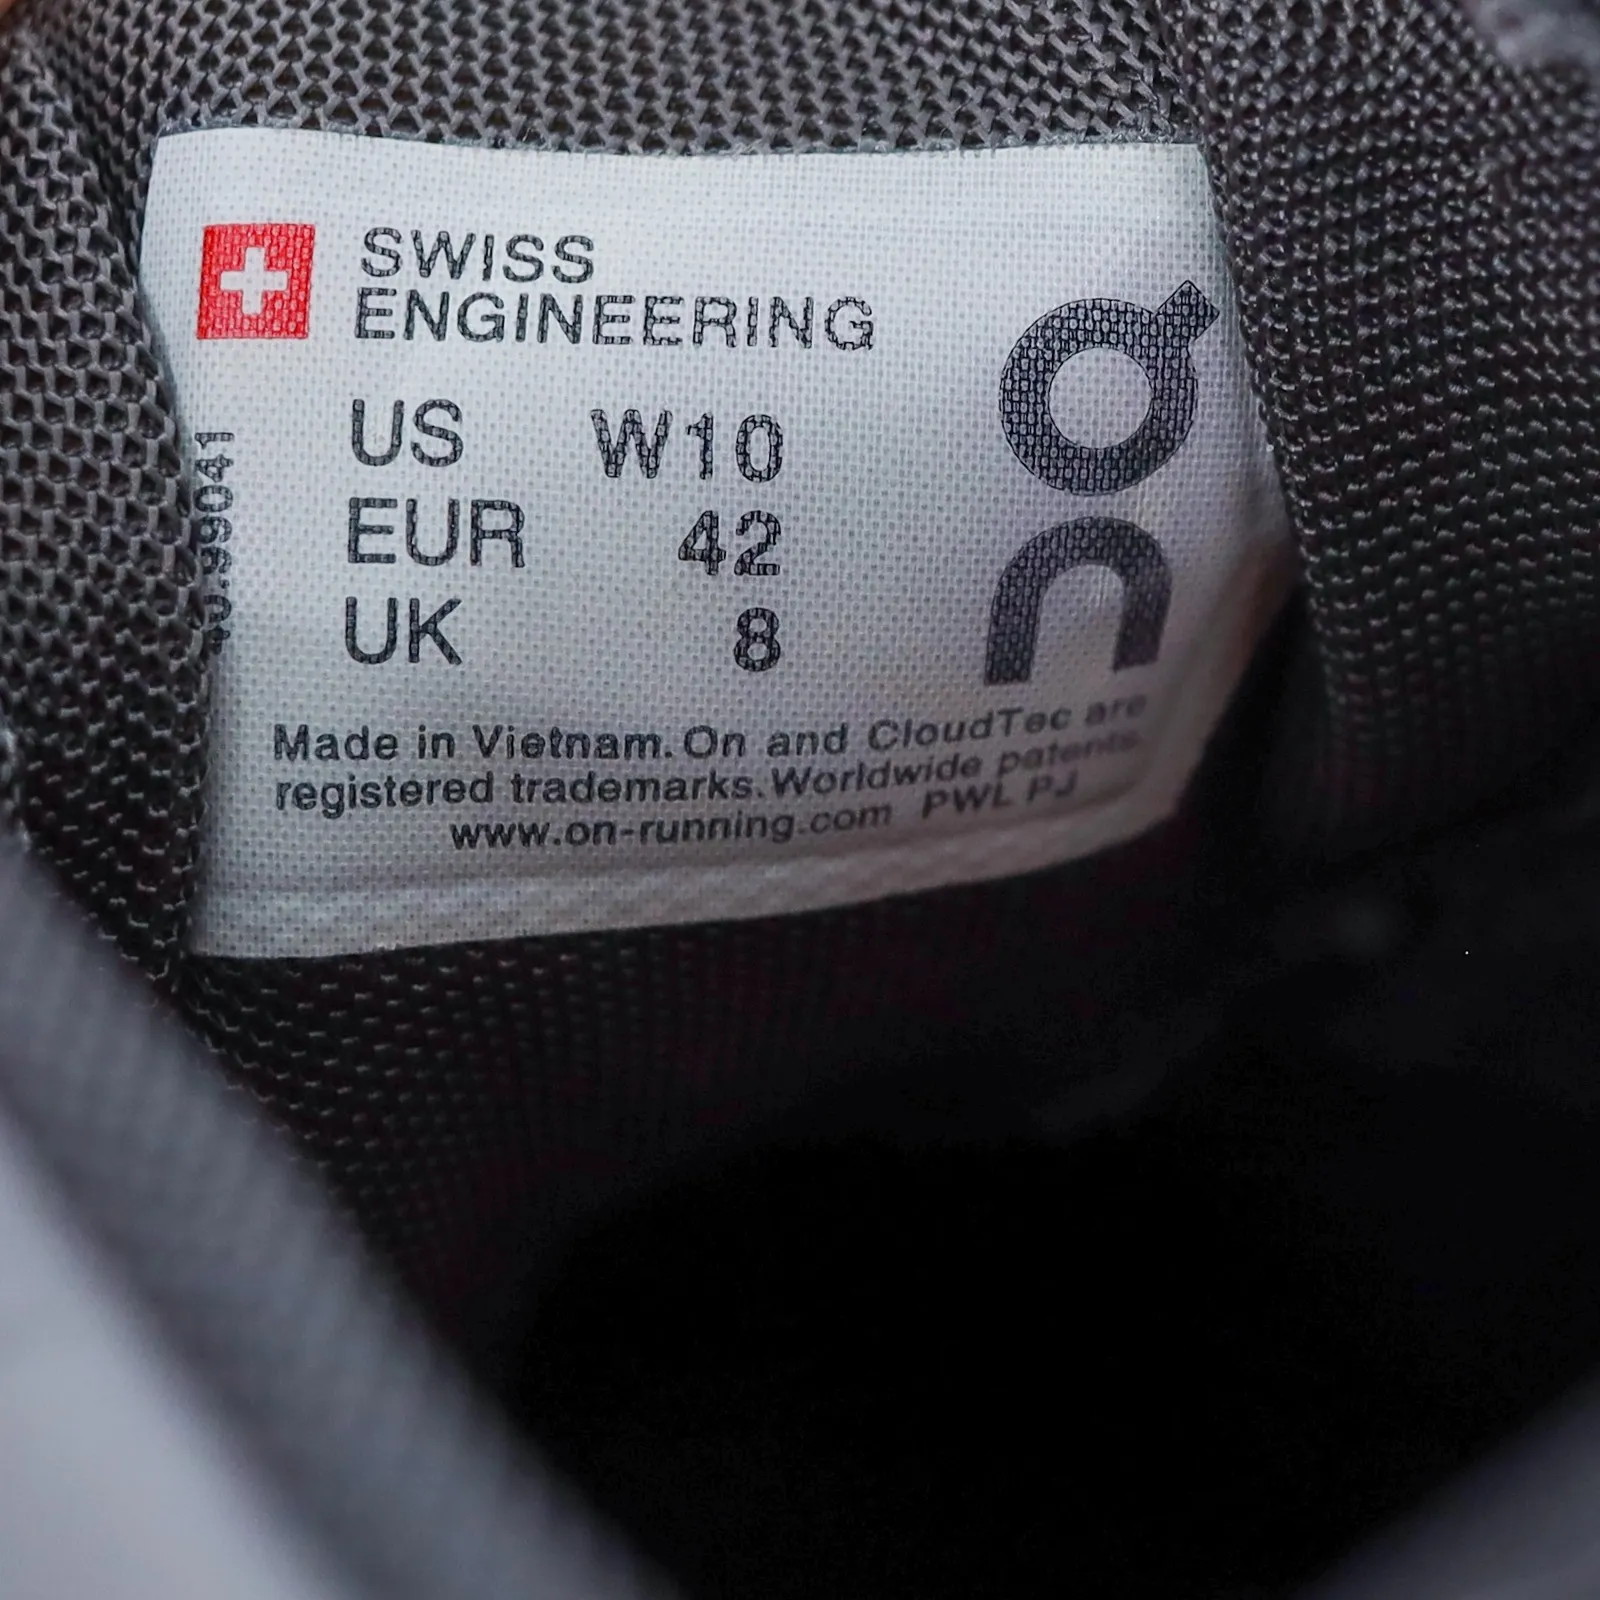 SWISS
ENGINEERING
US W10
EUR 42
UK 8
Made in Vietnam. On and CloudTec are
registered trademarks. Worldwide patents.
www.on-running.com PWL PJ
On
.99041